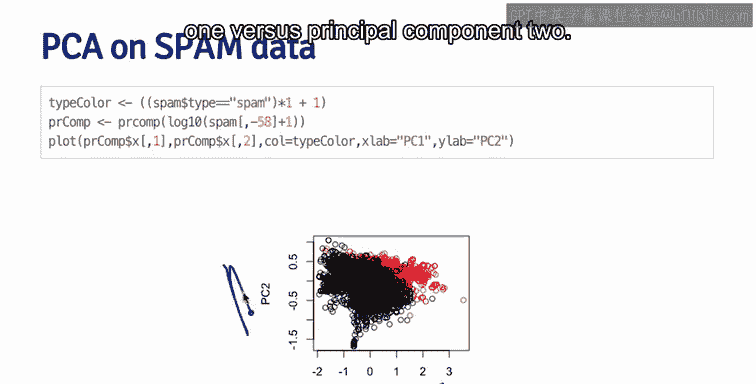 one versus principal component two.
PCA on SPAM data
typeColor <- ((spam$type=="spam")*1 + 1)
prComp <- prcomp(log10(spam[,-58]+1))
plot(prComp$x[,1],prComp$x[,2],col=typeColor,xlab="PC1",ylab="PC2")
PC2
0.5
-0.5
-1.5
-2 -1 0 1 2 3